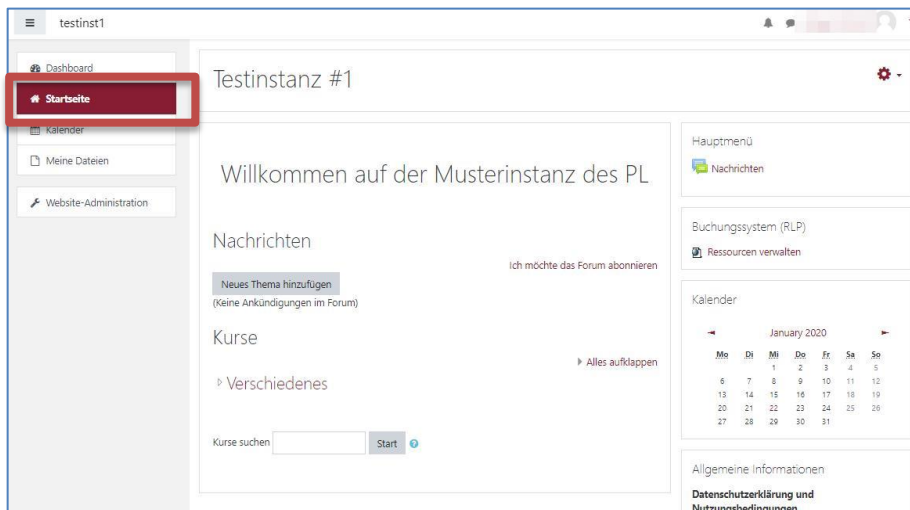 testinst1
Dashboard
Startseite
Kalender
Meine Dateien
Website-Administration
Testinstanz #1
Willkommen auf der Musterinstanz des PL
Nachrichten
Ich möchte das Forum abonnieren
Neues Thema hinzufügen
(Keine Ankündigungen im Forum)
Kurse
Alles aufklappen
Verschiedenes
Kurse suchen
Start
Hauptmenü
Nachrichten
Buchungssystem (RLP)
Ressourcen verwalten
Kalender
January 2020
Mo Di Mi Do Fr Sa So
1 2 3 4 5
6 7 8 9 10 11 12
13 14 15 16 17 18 19
20 21 22 23 24 25 26
27 28 29 30 31
Allgemeine Informationen
Datenschutzerklärung und
Nutzungsbedingungen